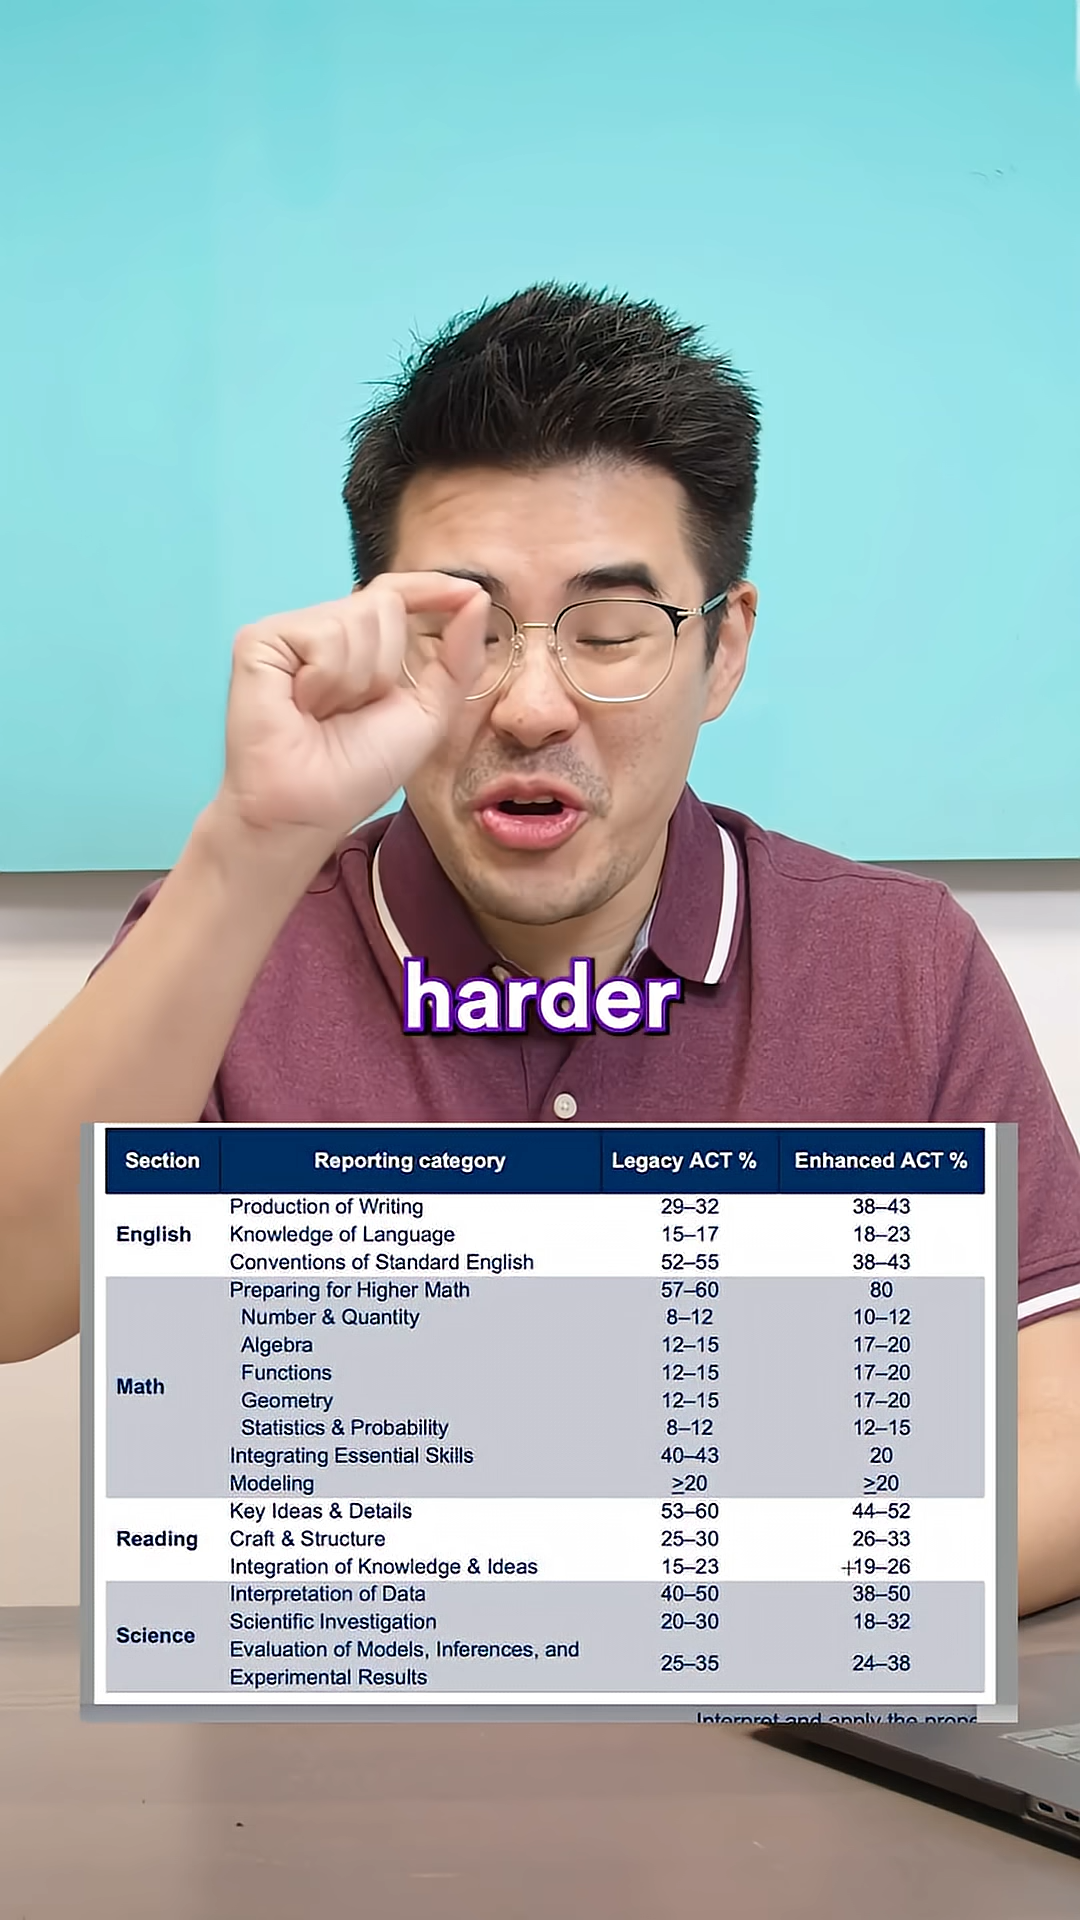 harder
Section Reporting category Legacy ACT % Enhanced ACT %
English
Production of Writing 29–32 38–43
Knowledge of Language 15–17 18–23
Conventions of Standard English 52–55 38–43
Math
Preparing for Higher Math 57–60 80
Number & Quantity 8–12 10–12
Algebra 12–15 17–20
Functions 12–15 17–20
Geometry 12–15 17–20
Statistics & Probability 8–12 12–15
Integrating Essential Skills 40–43 20
Modeling ≥20 ≥20
Reading
Key Ideas & Details 53–60 44–52
Craft & Structure 25–30 26–33
Integration of Knowledge & Ideas 15–23 19–26
Science
Interpretation of Data 40–50 38–50
Scientific Investigation 20–30 18–32
Evaluation of Models, Inferences, and
Experimental Results 25–35 24–38
Interpret and apply the prope